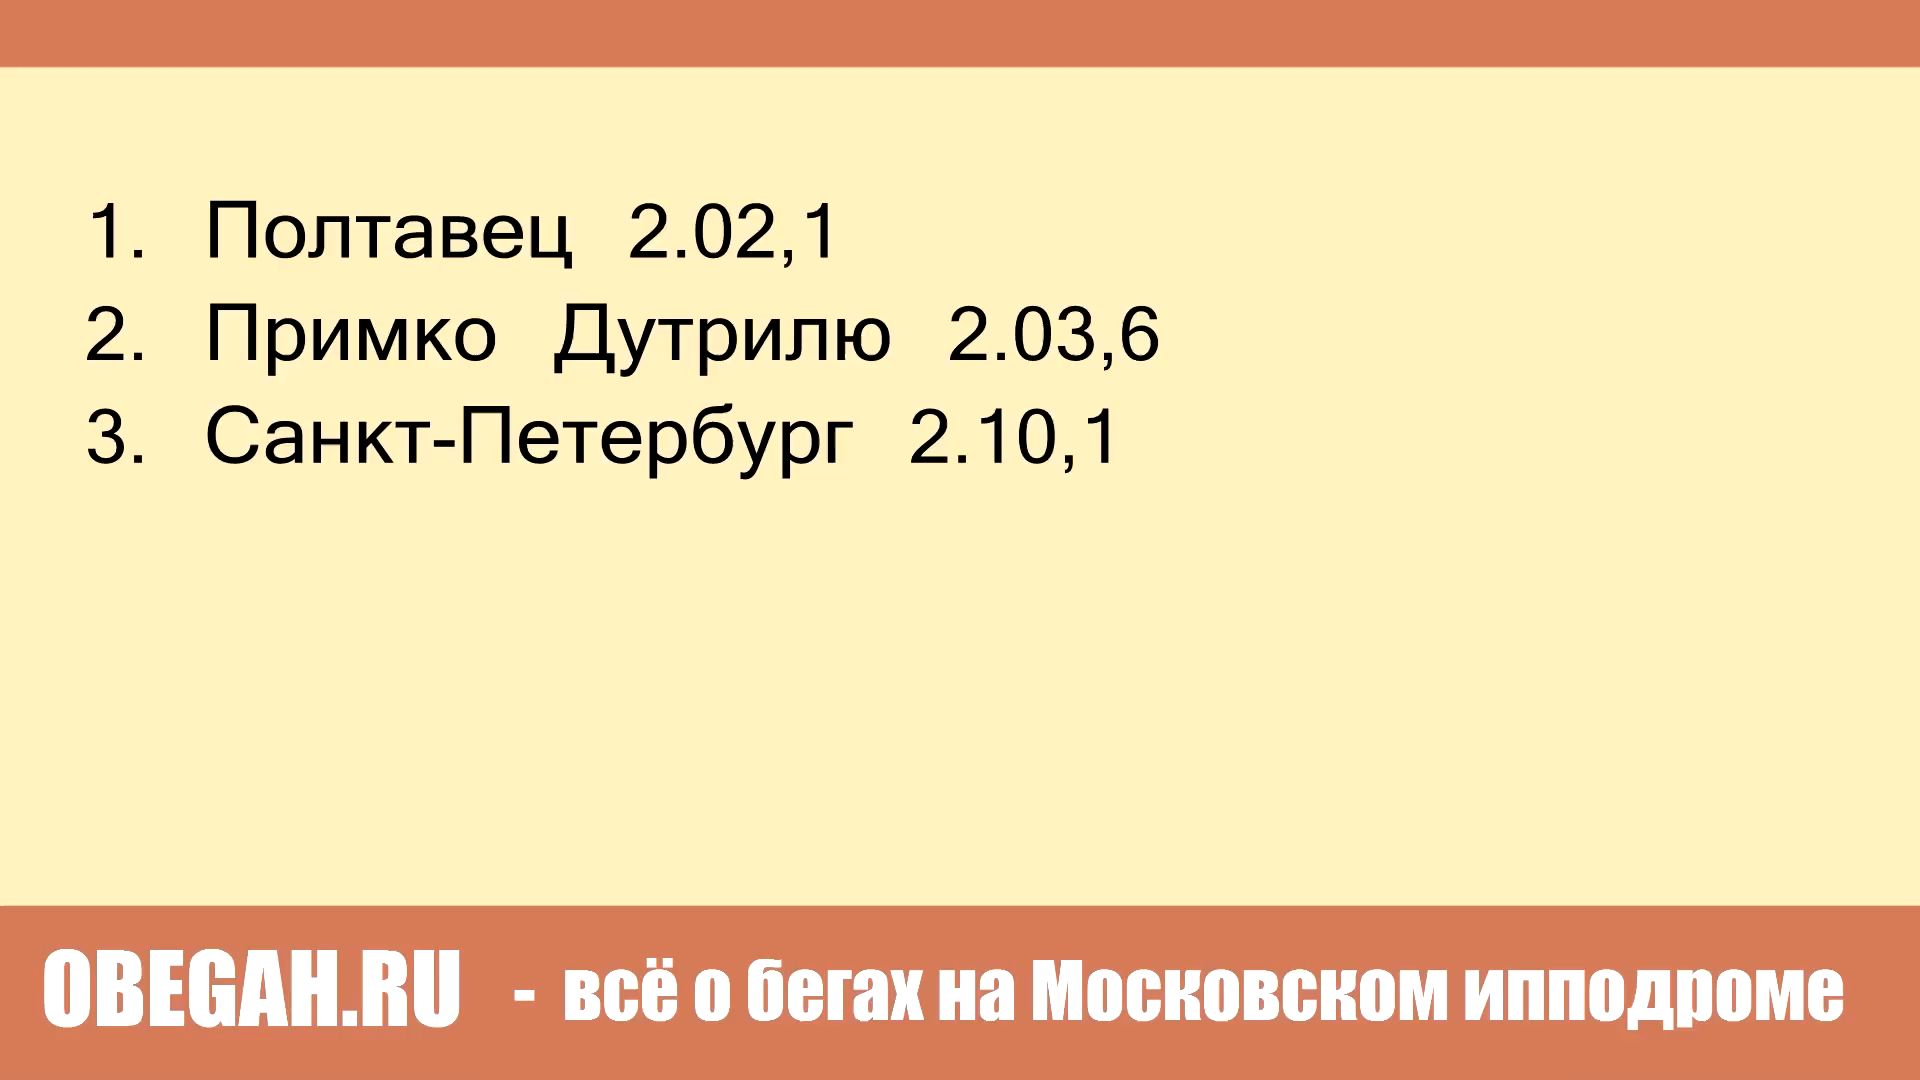 1. Полтавец 2.02,1
2. Примко Дутрилю 2.03,6
3. Санкт-Петербург 2.10,1
OBEGAH.RU - всё о бегах на Московском ипподроме